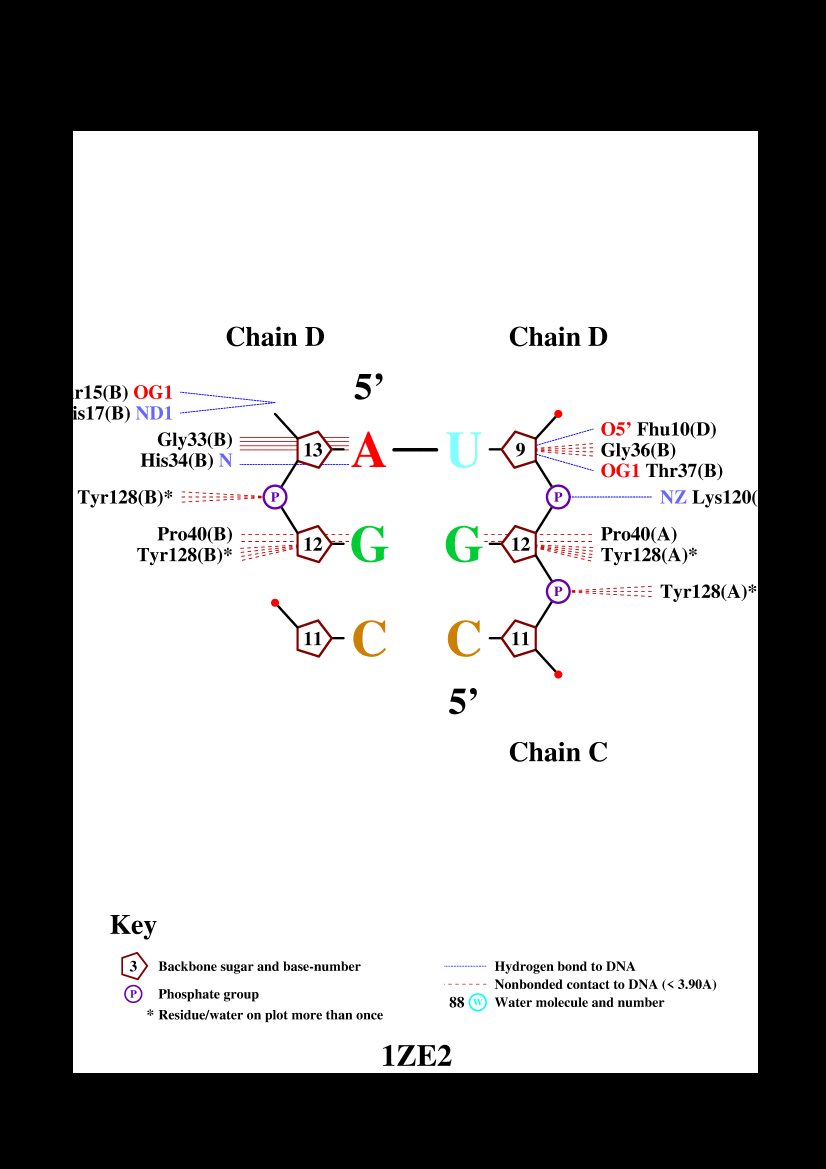 Chain D Chain D
5’
r15(B) OG1
is17(B) ND1
Gly33(B)
His34(B) N
13 A U 9
O5’ Fhu10(D)
Gly36(B)
OG1 Thr37(B)
Tyr128(B)* P P NZ Lys120(
Pro40(B)
Tyr128(B)*
12 G G 12
Pro40(A)
Tyr128(A)*
P Tyr128(A)*
11 C C 11
5’
Chain C
Key
3 Backbone sugar and base-number
P Phosphate group
* Residue/water on plot more than once
Hydrogen bond to DNA
Nonbonded contact to DNA (< 3.90A)
88 W Water molecule and number
1ZE2